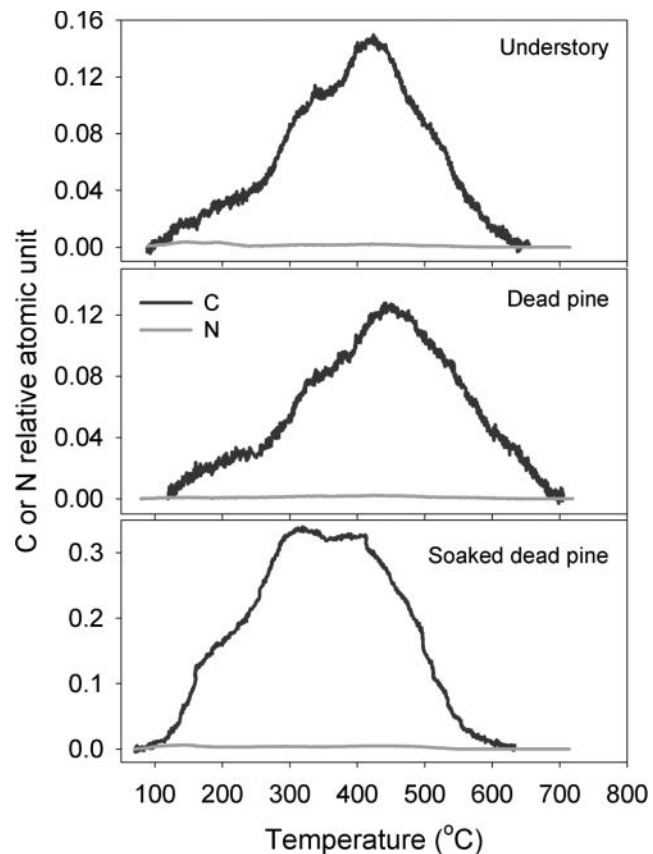 C or N relative atomic unit
0.16
0.12
0.08
0.04
0.00
Understory
0.12
0.08
0.04
0.00
C
N
Dead pine
0.3
0.2
0.1
0.0
Soaked dead pine
100 200 300 400 500 600 700 800
Temperature (°C)